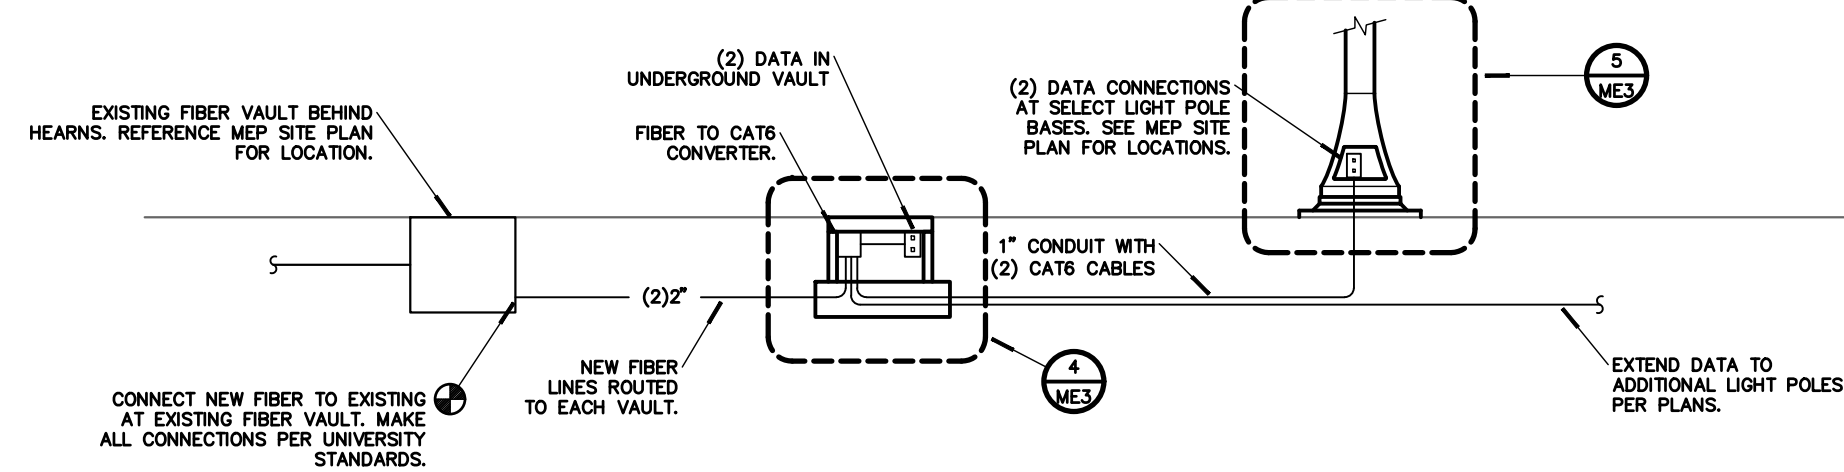 EXISTING FIBER VAULT BEHIND
HEARNS. REFERENCE MEP SITE PLAN
FOR LOCATION.
(2) DATA IN
UNDERGROUND VAULT
FIBER TO CAT6
CONVERTER.
(2) DATA CONNECTIONS
AT SELECT LIGHT POLE
BASES. SEE MEP SITE
PLAN FOR LOCATIONS.
5
ME3
1" CONDUIT WITH
(2) CAT6 CABLES
(2)2"
NEW FIBER
LINES ROUTED
TO EACH VAULT.
4
ME3
CONNECT NEW FIBER TO EXISTING
AT EXISTING FIBER VAULT. MAKE
ALL CONNECTIONS PER UNIVERSITY
STANDARDS.
EXTEND DATA TO
ADDITIONAL LIGHT POLES
PER PLANS.